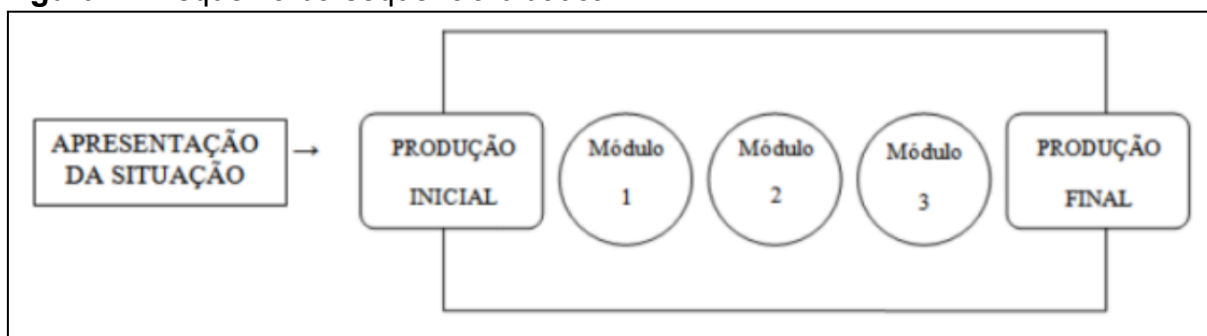 APRESENTAÇÃO
DA SITUAÇÃO
→
PRODUÇÃO
INICIAL
Módulo
1
Módulo
2
Módulo
3
PRODUÇÃO
FINAL